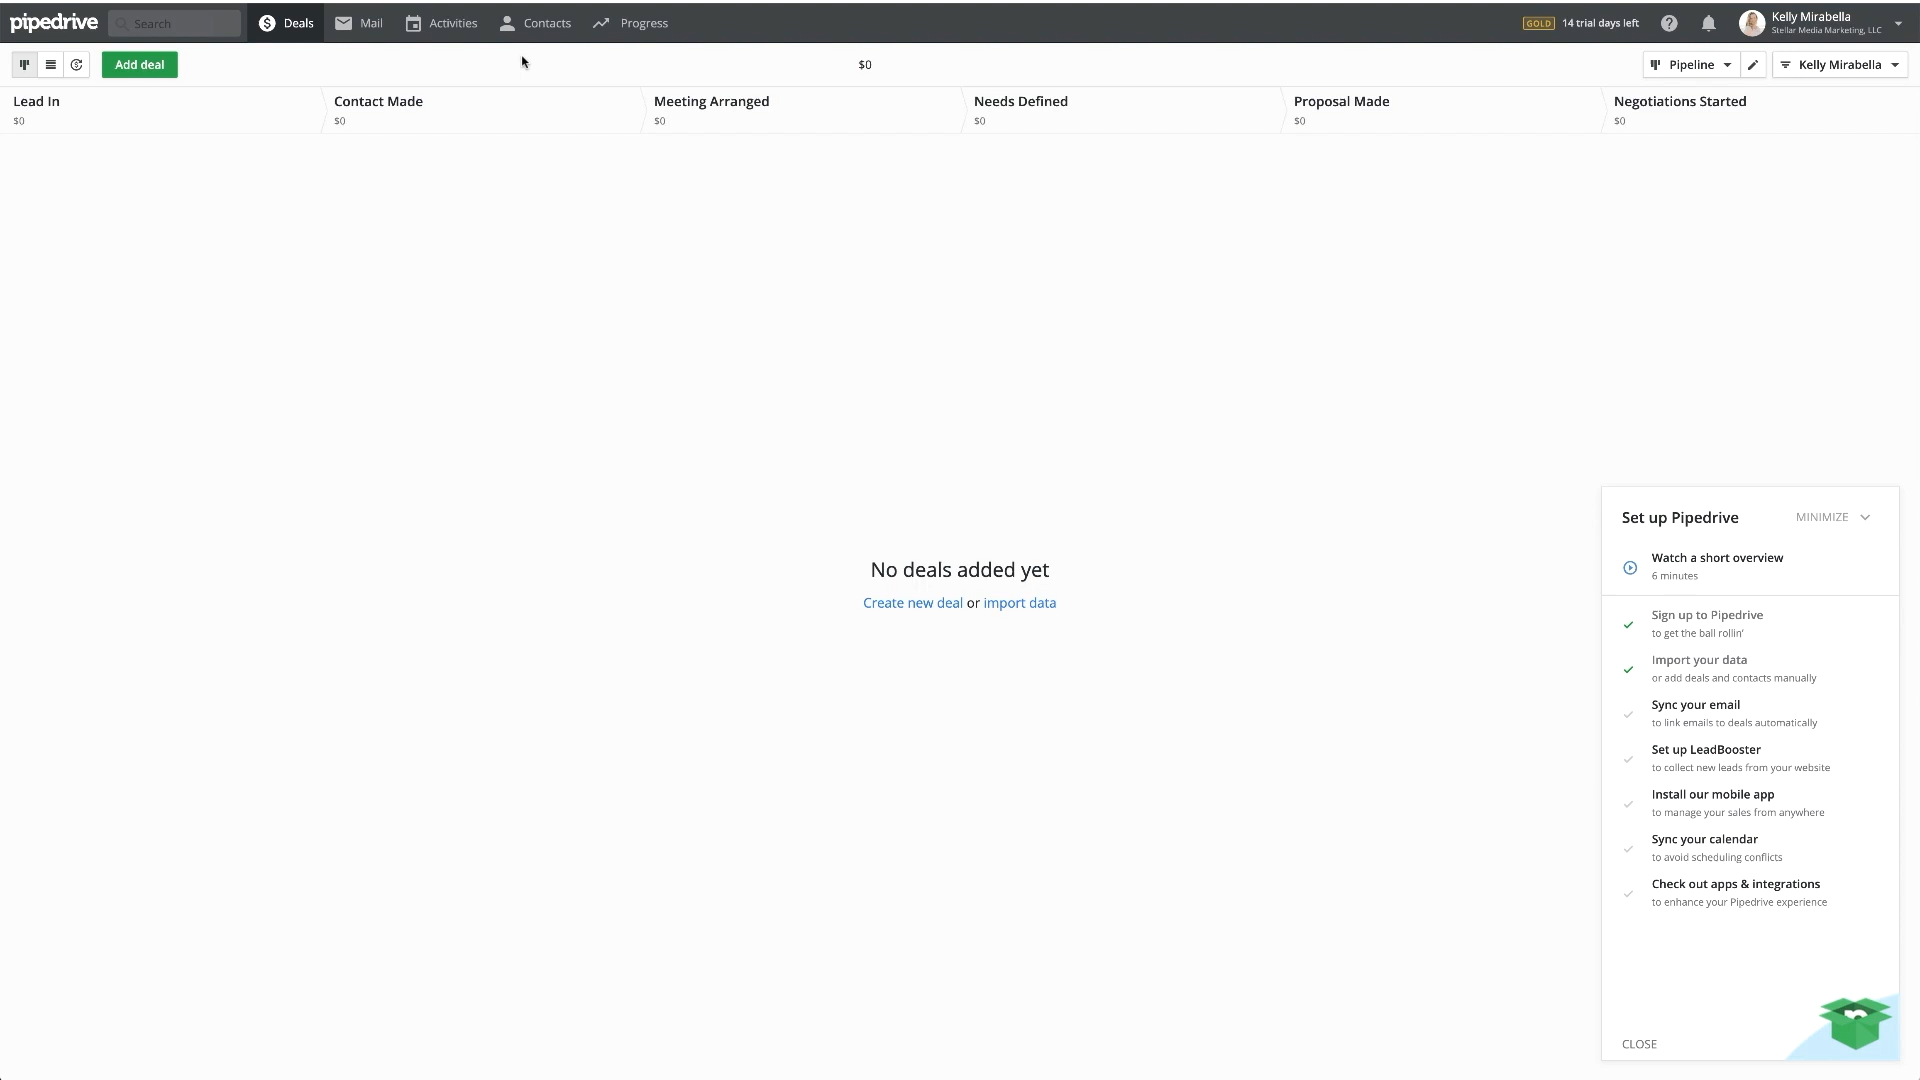 pipedrive
Search
Deals
Mail
Activities
Contacts
Progress
GOLD 14 trial days left
Kelly Mirabella
Stellar Media Marketing, LLC
Add deal
$0
Pipeline
Kelly Mirabella
Lead In
$0
Contact Made
$0
Meeting Arranged
$0
Needs Defined
$0
Proposal Made
$0
Negotiations Started
$0
No deals added yet
Create new deal or import data
Set up Pipedrive
MINIMIZE
Watch a short overview
6 minutes
Sign up to Pipedrive
to get the ball rollin'
Import your data
or add deals and contacts manually
Sync your email
to link emails to deals automatically
Set up LeadBooster
to collect new leads from your website
Install our mobile app
to manage your sales from anywhere
Sync your calendar
to avoid scheduling conflicts
Check out apps & integrations
to enhance your Pipedrive experience
CLOSE